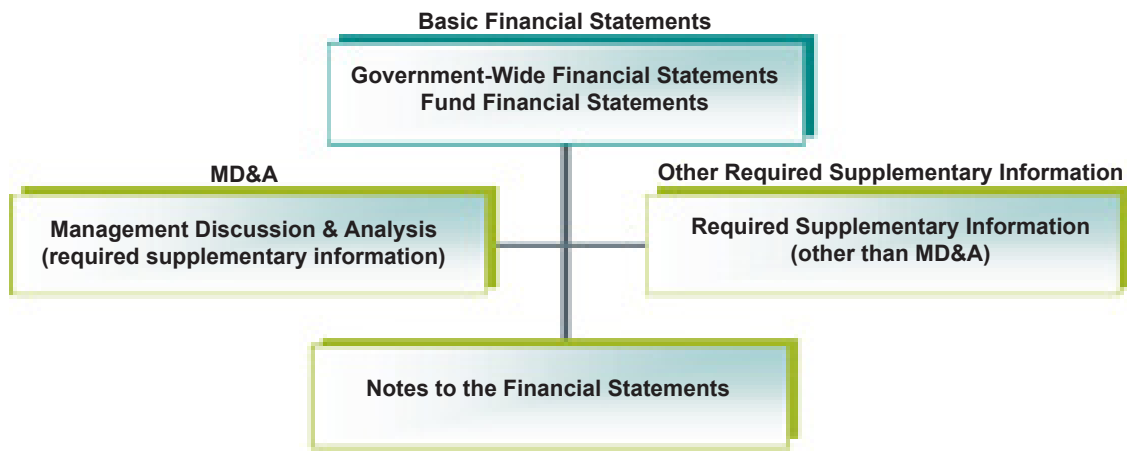 Basic Financial Statements
Government-Wide Financial Statements
Fund Financial Statements
MD&A
Management Discussion & Analysis
(required supplementary information)
Other Required Supplementary Information
Required Supplementary Information
(other than MD&A)
Notes to the Financial Statements